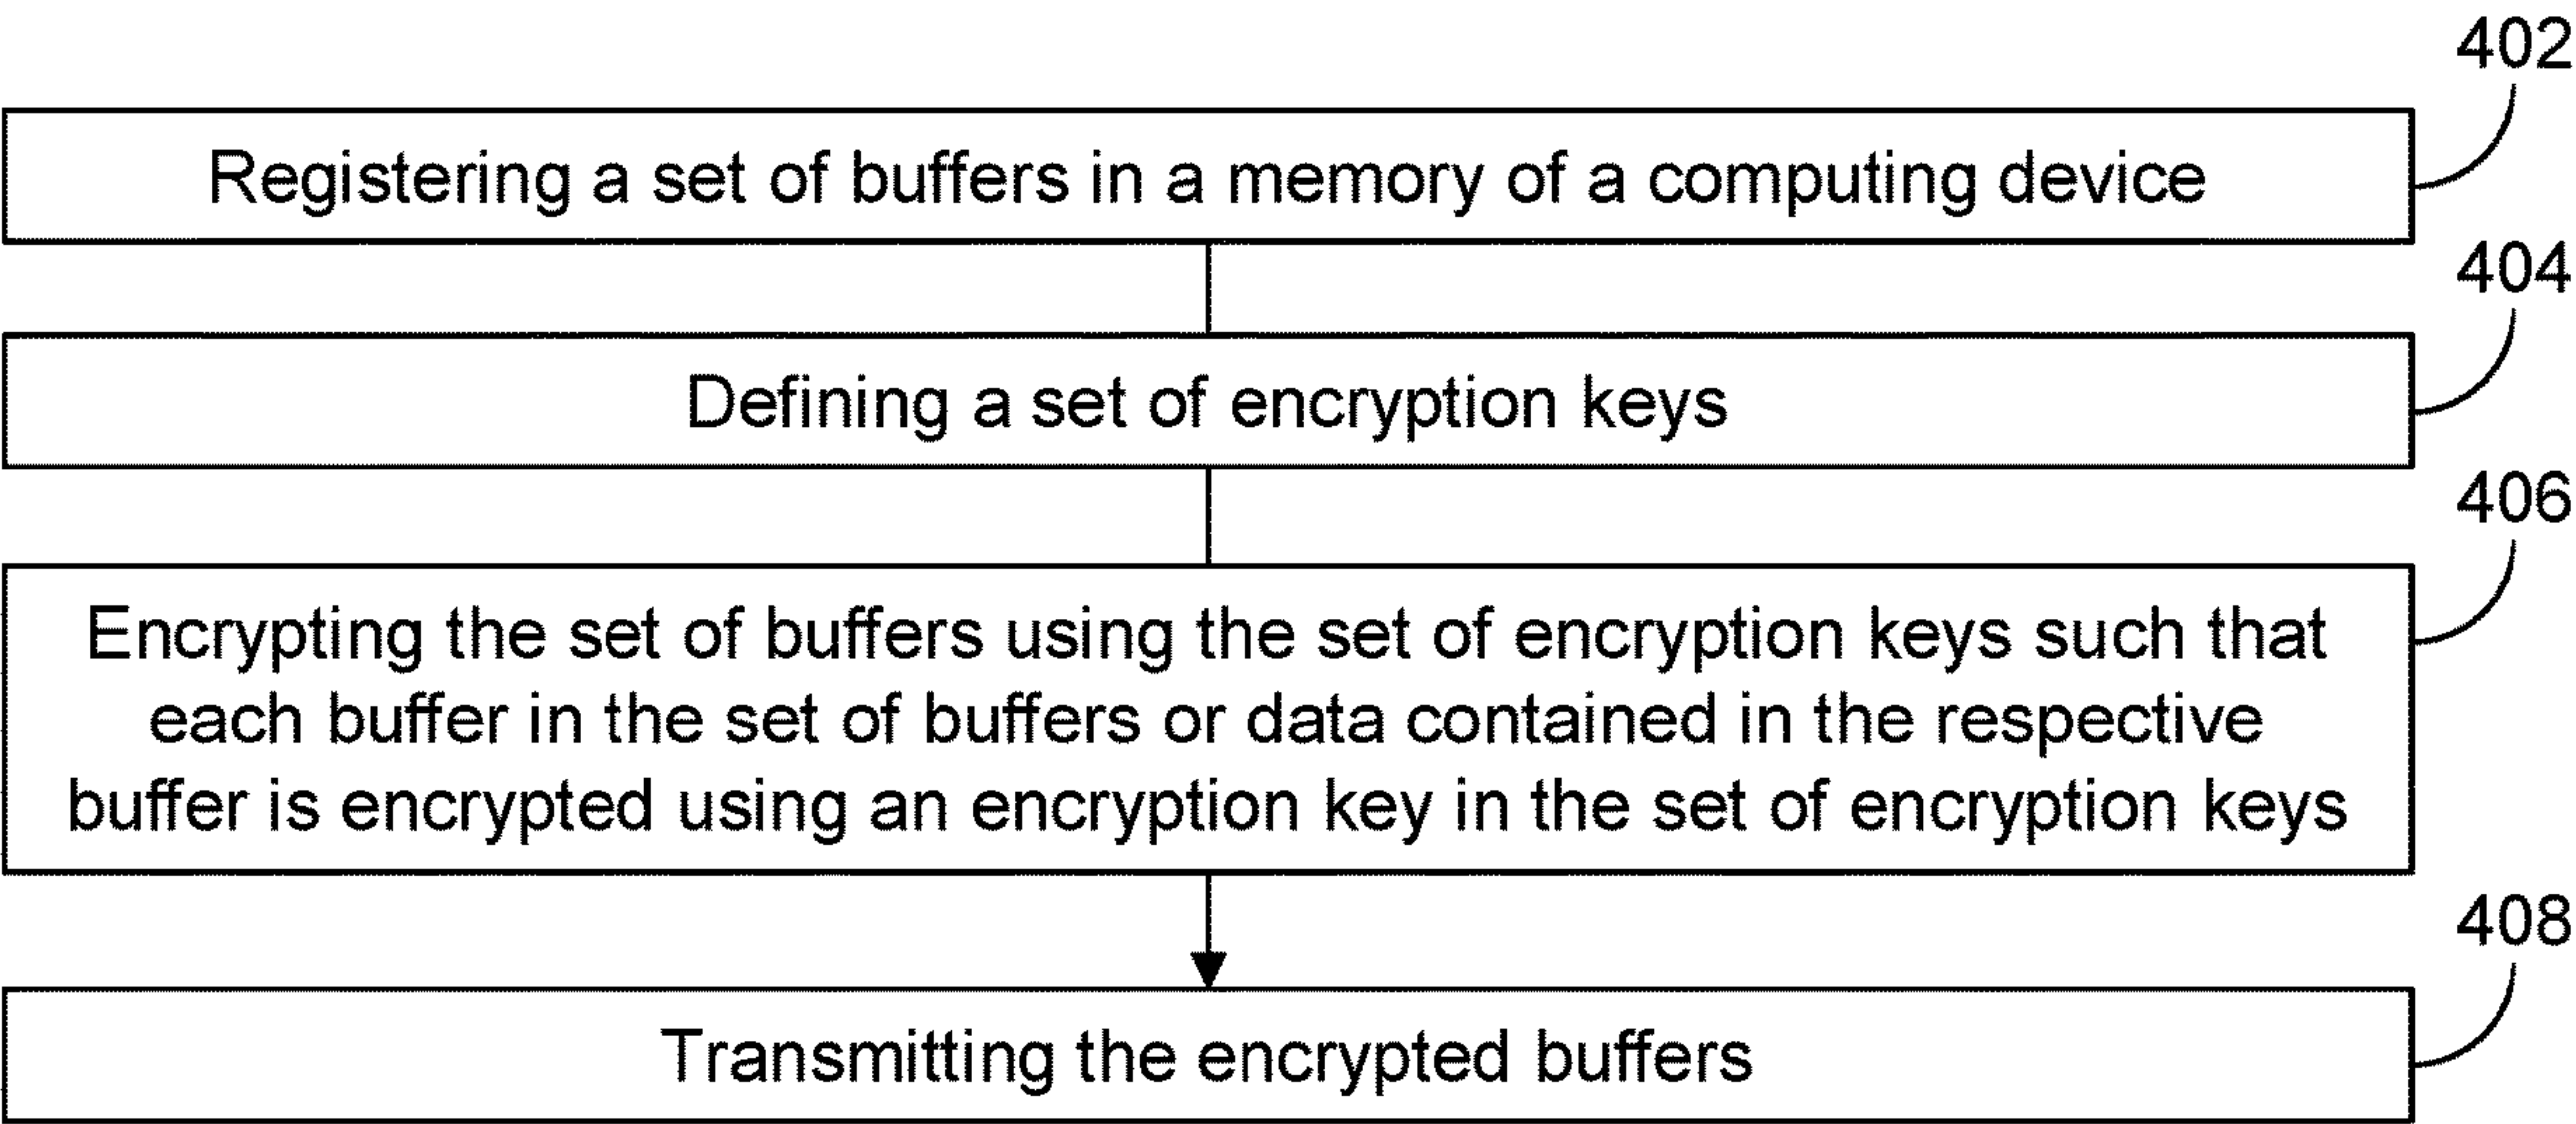 402
Registering a set of buffers in a memory of a computing device
404
Defining a set of encryption keys
406
Encrypting the set of buffers using the set of encryption keys such that
each buffer in the set of buffers or data contained in the respective
buffer is encrypted using an encryption key in the set of encryption keys
408
Transmitting the encrypted buffers